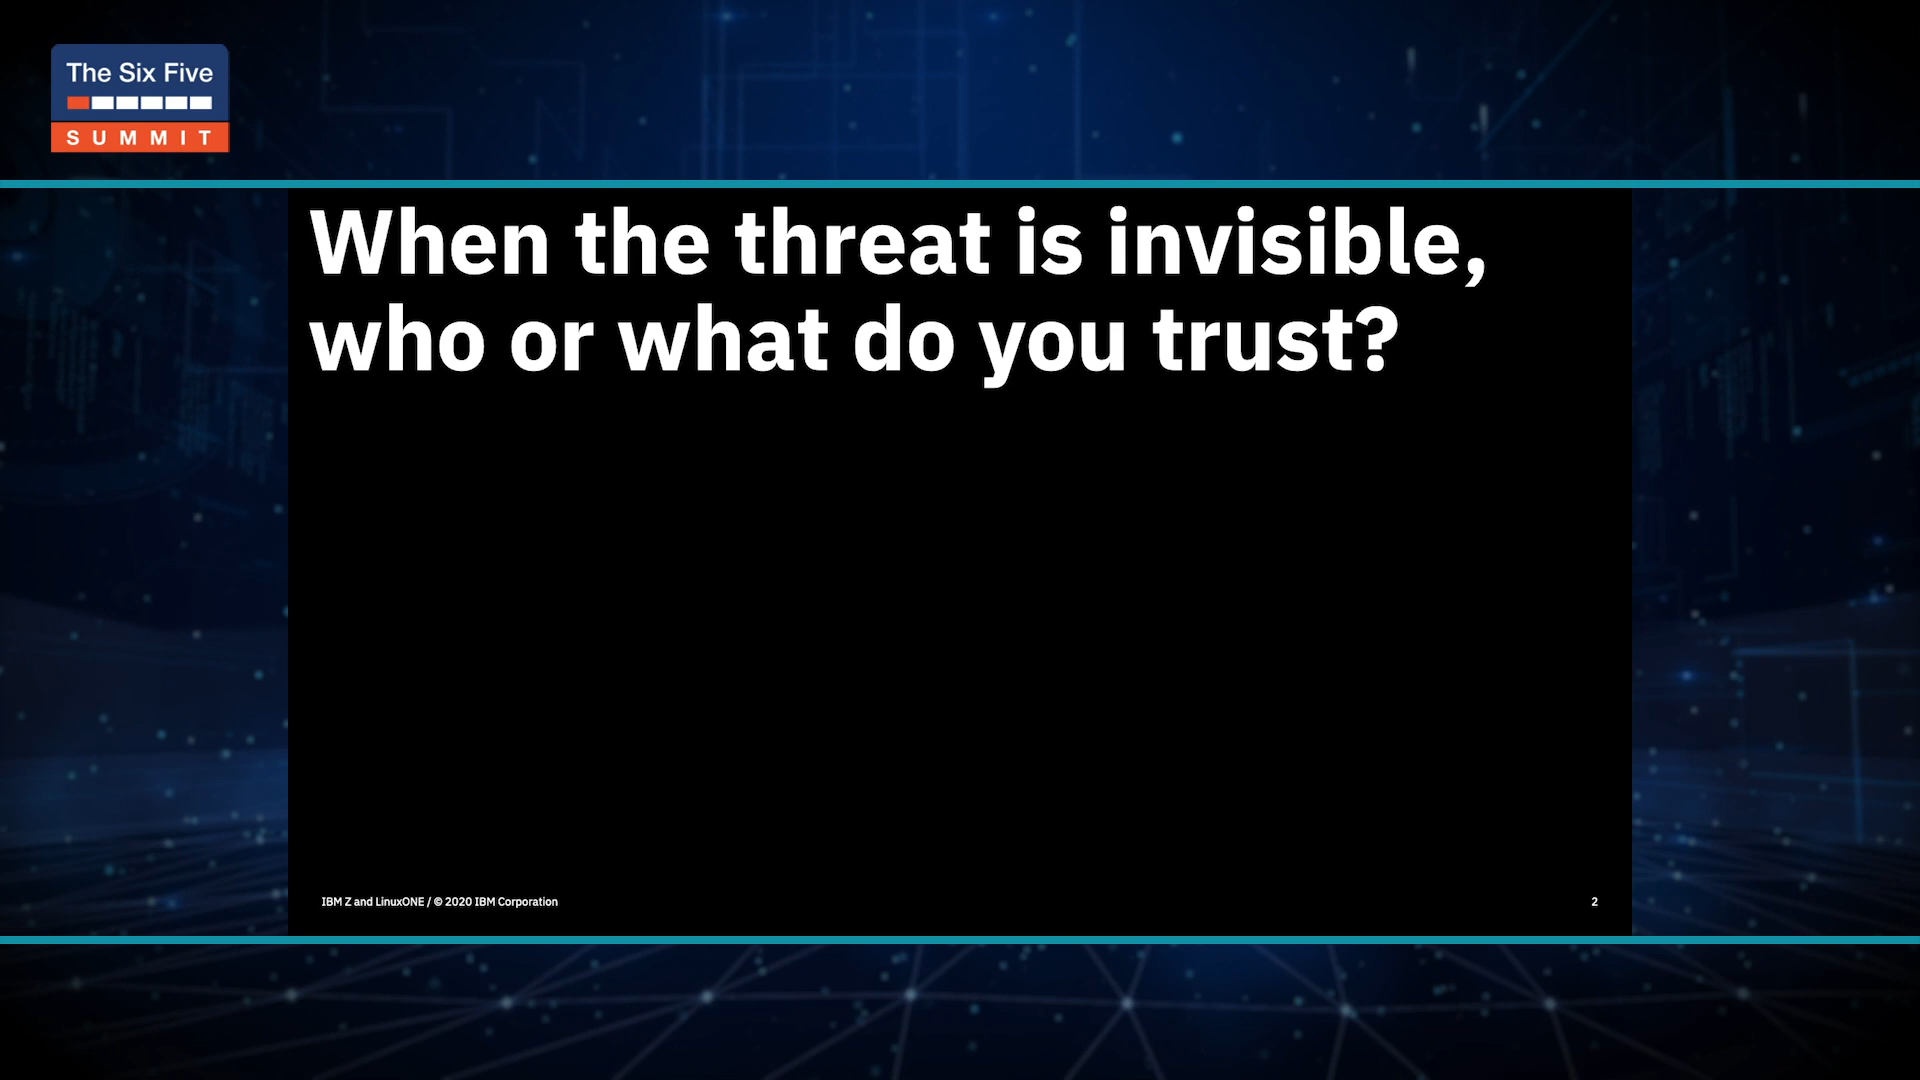 The Six Five
SUMMIT
When the threat is invisible,
who or what do you trust?
IBM Z and LinuxONE / © 2020 IBM Corporation
2